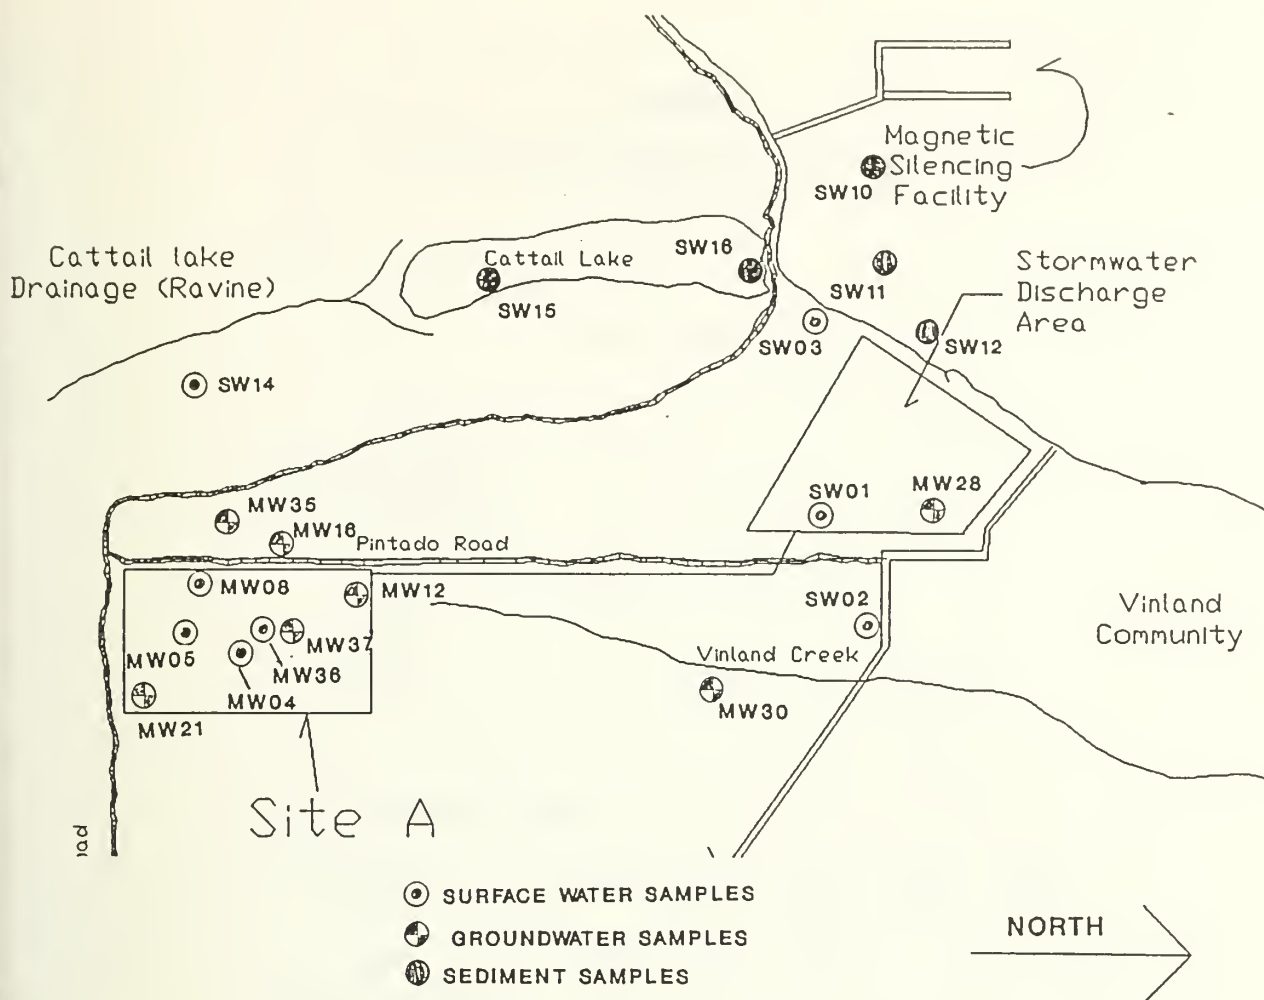 Magnetic
Silencing
Facility
SW10
Cattail lake
Drainage (Ravine)
Cattail Lake
SW16
SW15
SW11
Stormwater
Discharge
Area
SW03
SW12
SW14
MW35
MW16
Pintado Road
SW01
MW28
MW08
MW12
SW02
Vinland
Community
MW05
MW37
MW36
MW04
Vinland Creek
MW30
MW21
Site A
SURFACE WATER SAMPLES
GROUNDWATER SAMPLES
SEDIMENT SAMPLES
NORTH